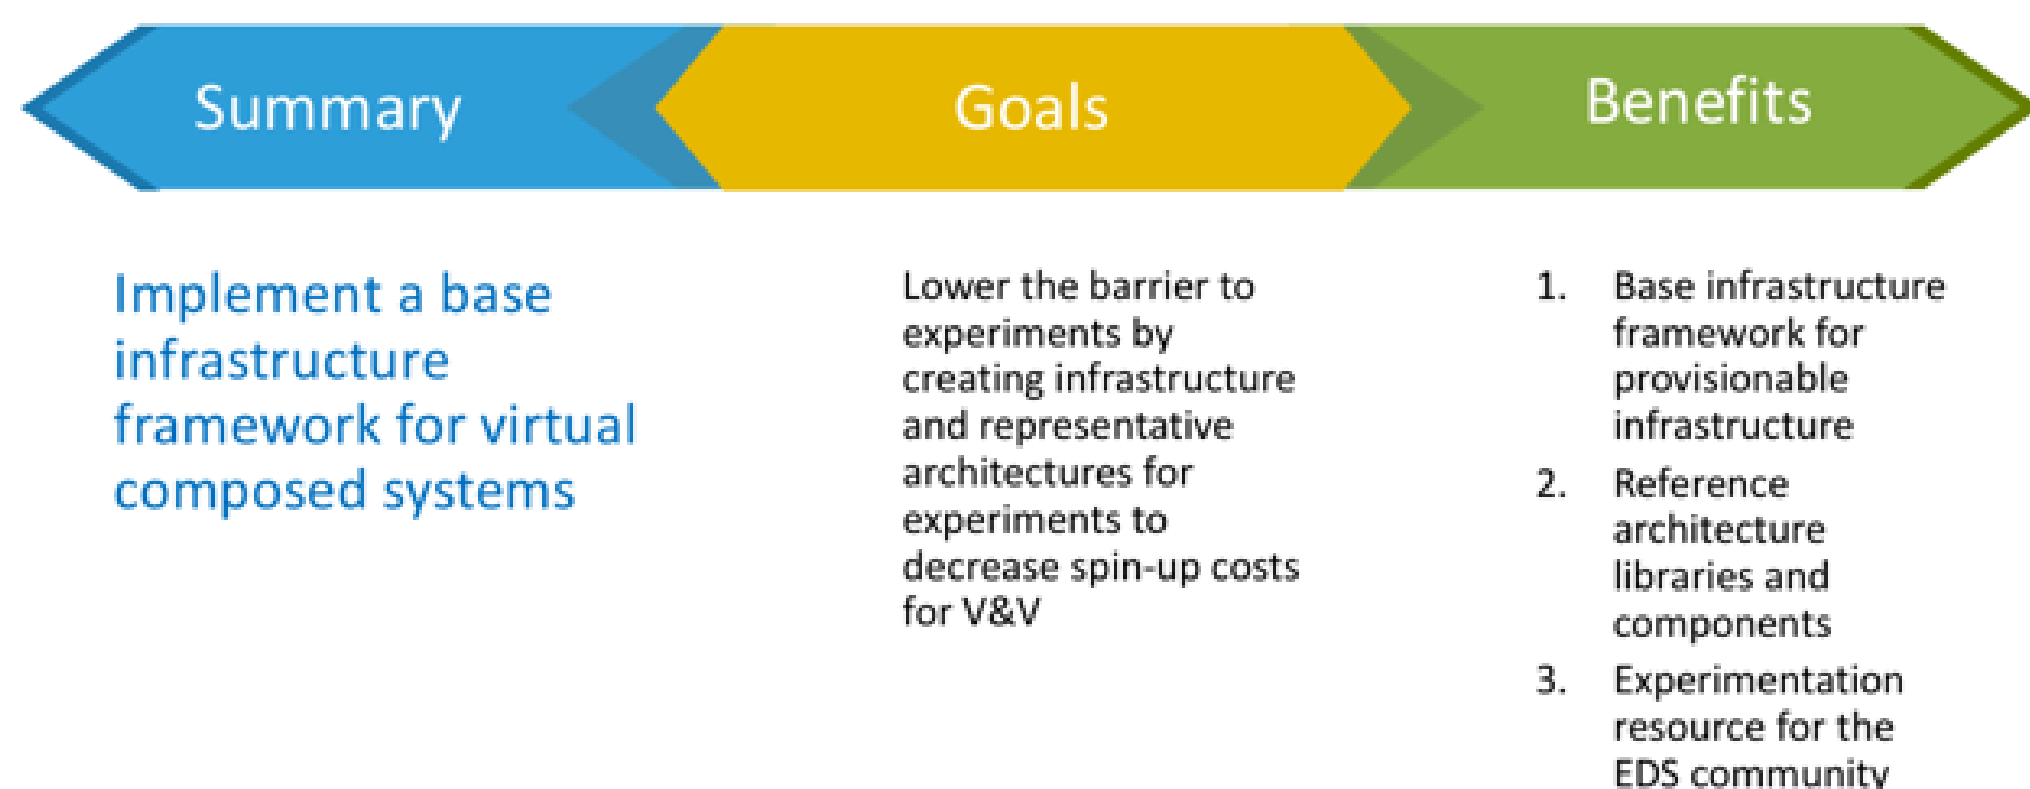 Summary
Goals
Benefits
Implement a base
infrastructure
framework for virtual
composed systems
Lower the barrier to
experiments by
creating infrastructure
and representative
architectures for
experiments to
decrease spin-up costs
for V&V
1. Base infrastructure
framework for
provisionable
infrastructure
2. Reference
architecture
libraries and
components
3. Experimentation
resource for the
EDS community